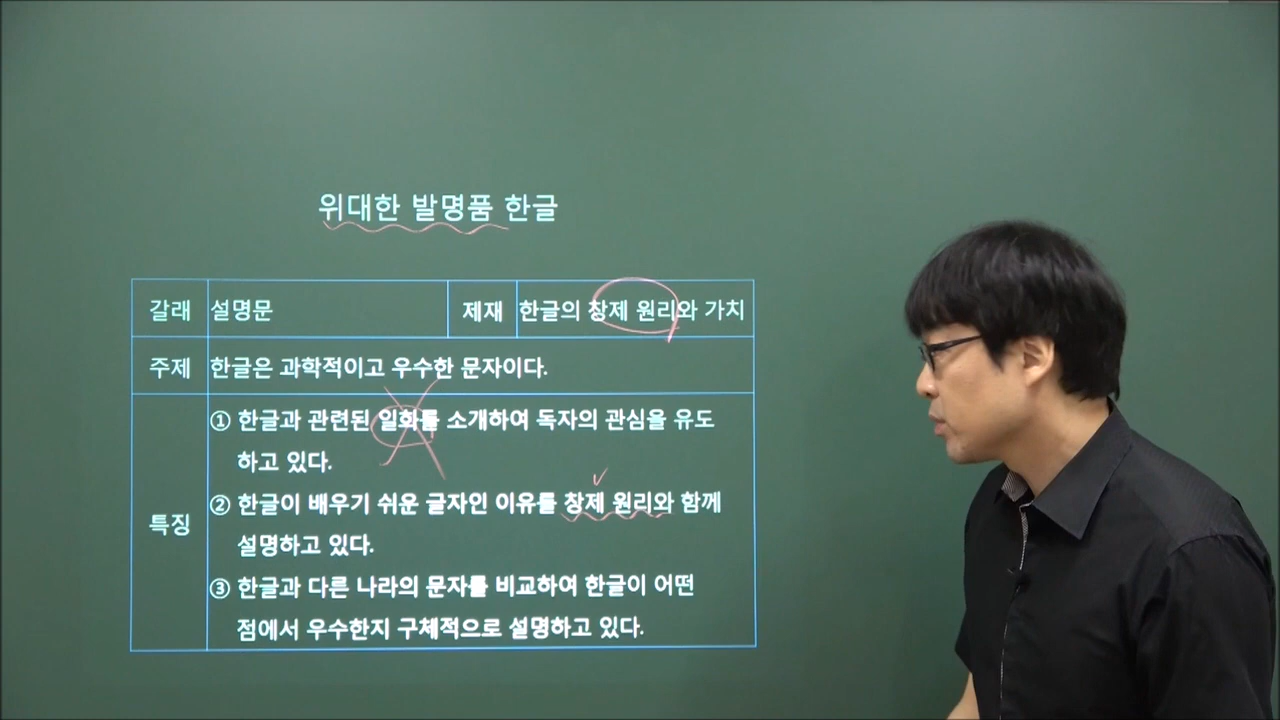 위대한 발명품 한글
갈래 설명문 제재 한글의 창제 원리와 가치
주제 한글은 과학적이고 우수한 문자이다.
특징
① 한글과 관련된 일화를 소개하여 독자의 관심을 유도
하고 있다.
② 한글이 배우기 쉬운 글자인 이유를 창제 원리와 함께
설명하고 있다.
③ 한글과 다른 나라의 문자를 비교하여 한글이 어떤
점에서 우수한지 구체적으로 설명하고 있다.